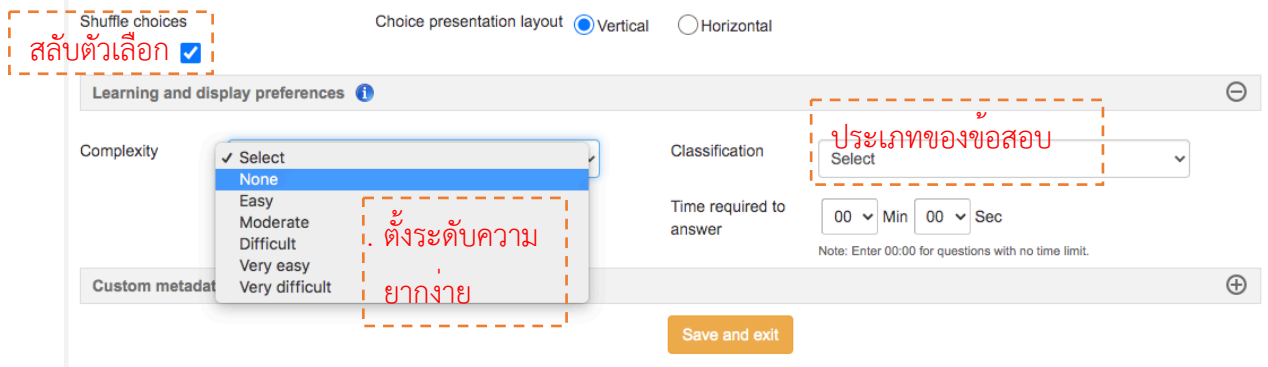 Shuffle choices
สลับตัวเลือก
Choice presentation layout Vertical Horizontal
Learning and display preferences i
Complexity
✓ Select
None
Easy
Moderate
Difficult
Very easy
Very difficult
. ตั้งระดับความ
ยากง่าย
Classification
ประเภทของข้อสอบ
Select
Time required to
answer
00 Min 00 Sec
Note: Enter 00:00 for questions with no time limit.
Custom metadat
Save and exit